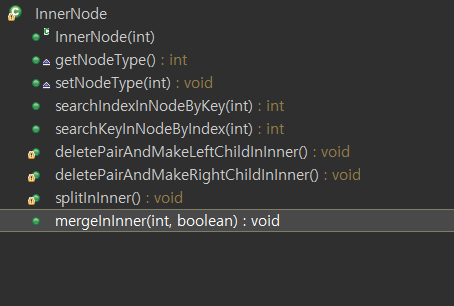 InnerNode
InnerNode(int)
getNodeType() : int
setNodeType(int) : void
searchIndexInNodeByKey(int) : int
searchKeyInNodeByIndex(int) : int
deletePairAndMakeLeftChildInInner() : void
deletePairAndMakeRightChildInInner() : void
splitInInner() : void
mergeInInner(int, boolean) : void